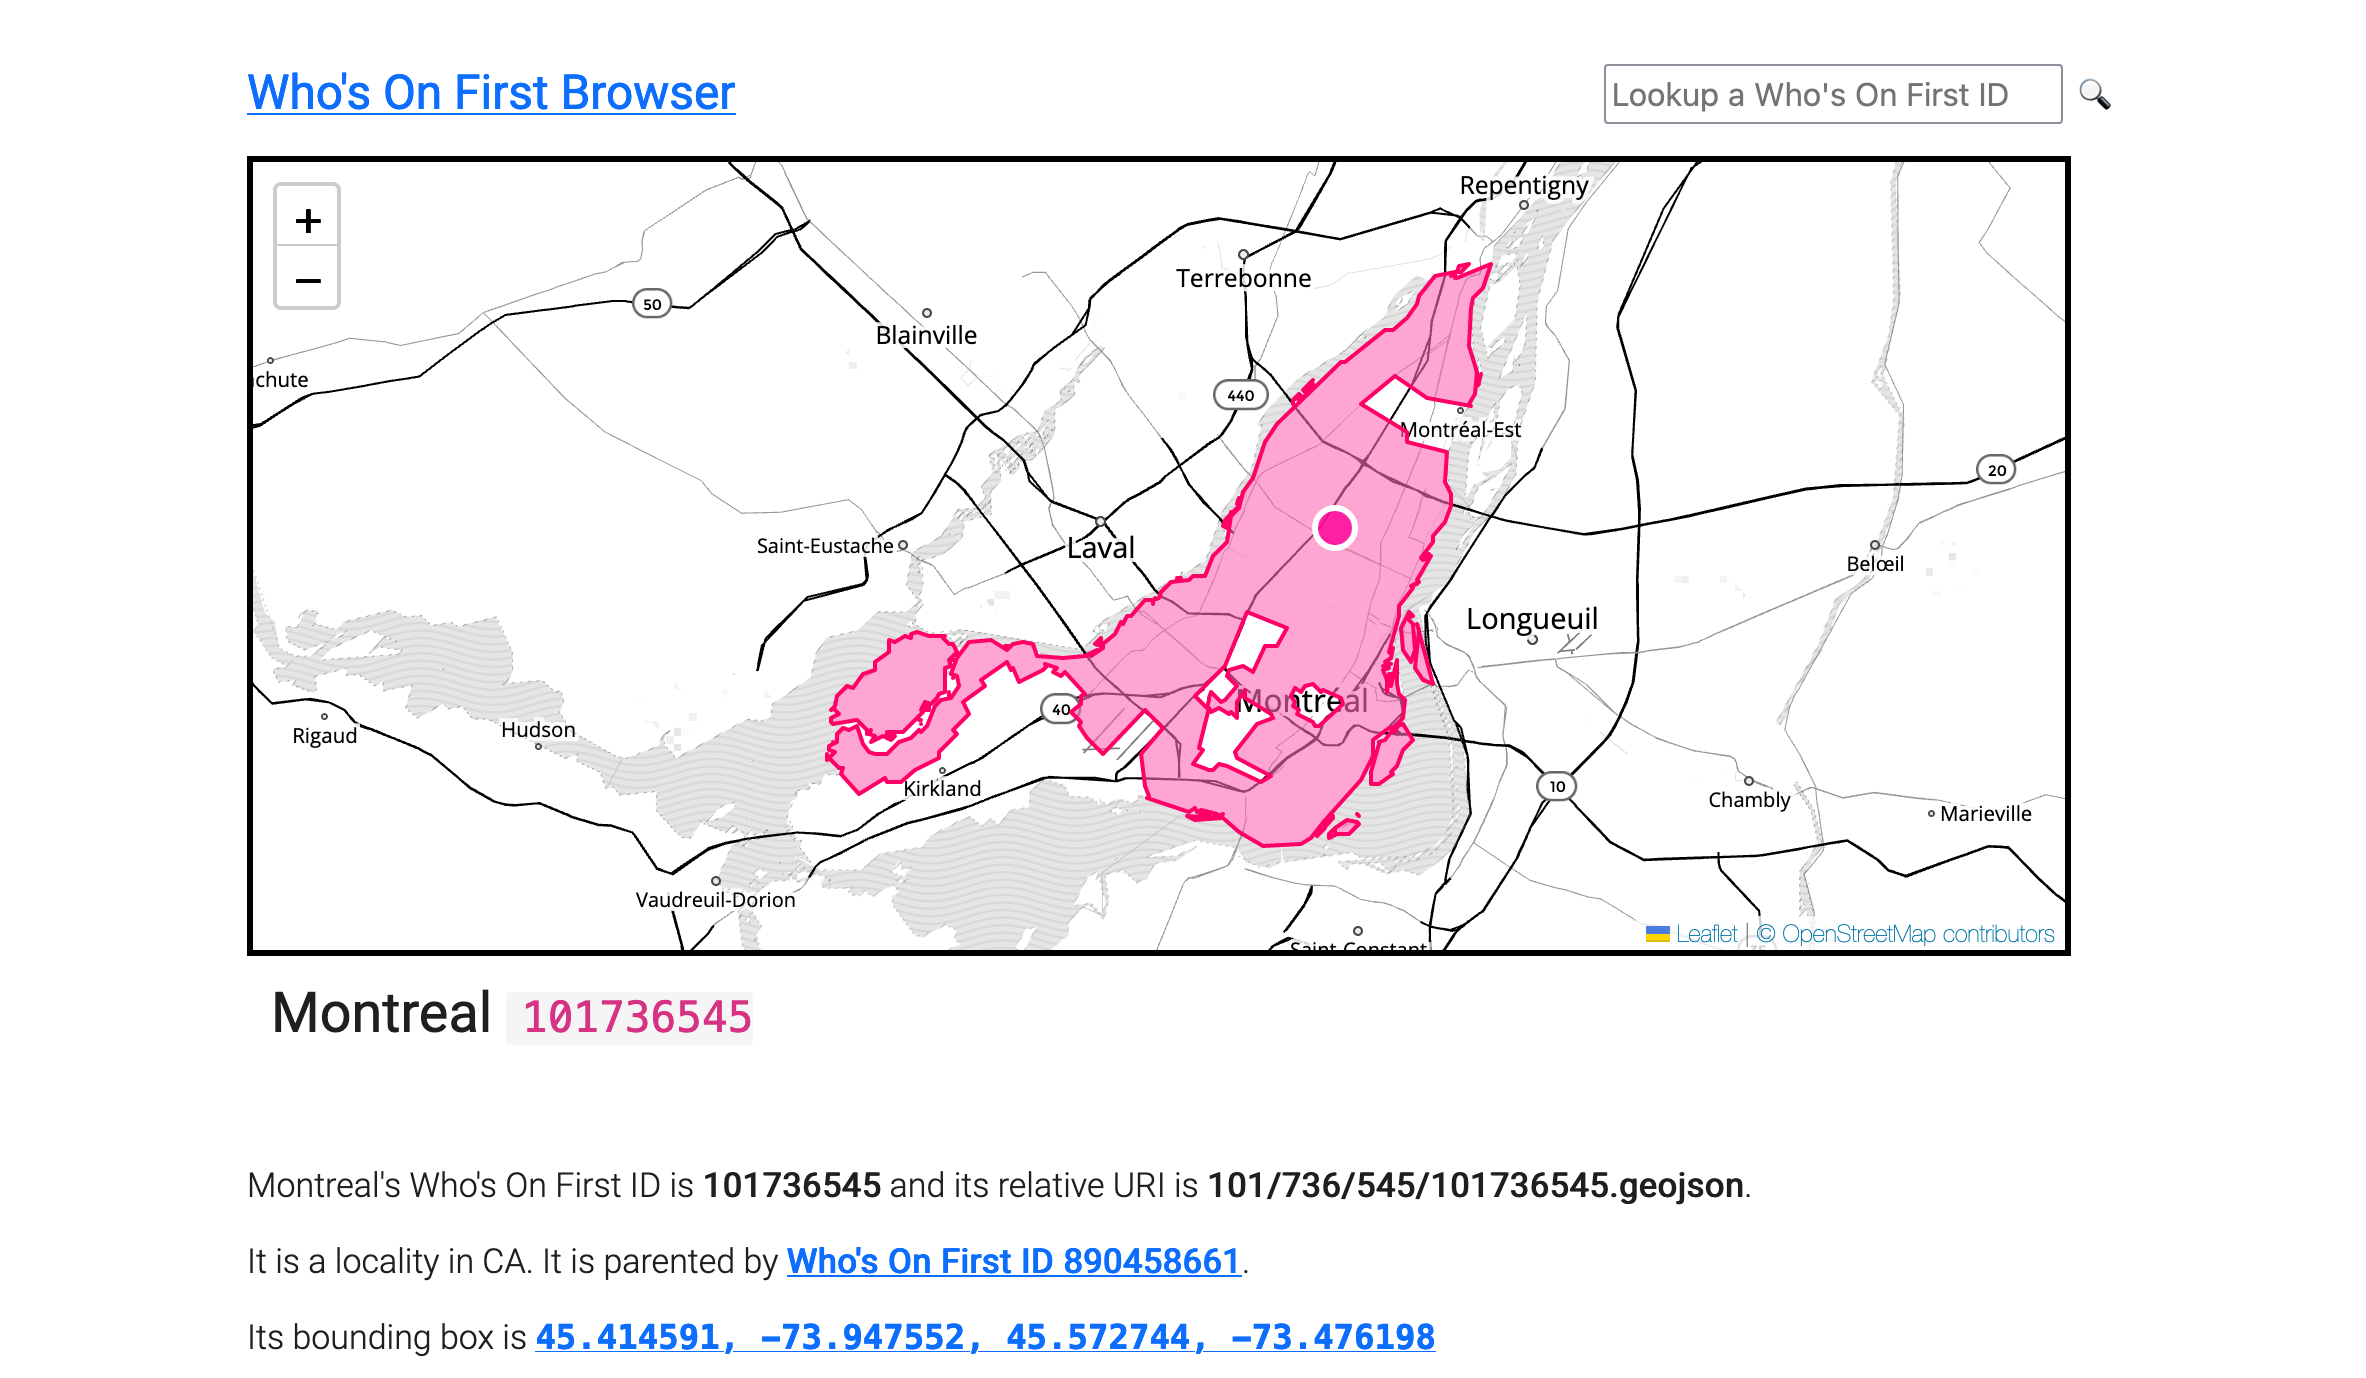 Who's On First Browser
Lookup a Who's On First ID
+
−
Repentigny
Terrebonne
50
Blainville
chute
440
Montréal-Est
20
Saint-Eustache
Laval
Belœil
Longueuil
Montréal
40
Rigaud
Hudson
Kirkland
10
Chambly
Marieville
Vaudreuil-Dorion
Saint-Constant
Leaflet | © OpenStreetMap contributors
Montreal 101736545
Montreal's Who's On First ID is 101736545 and its relative URI is 101/736/545/101736545.geojson.
It is a locality in CA. It is parented by Who's On First ID 890458661.
Its bounding box is 45.414591, -73.947552, 45.572744, -73.476198